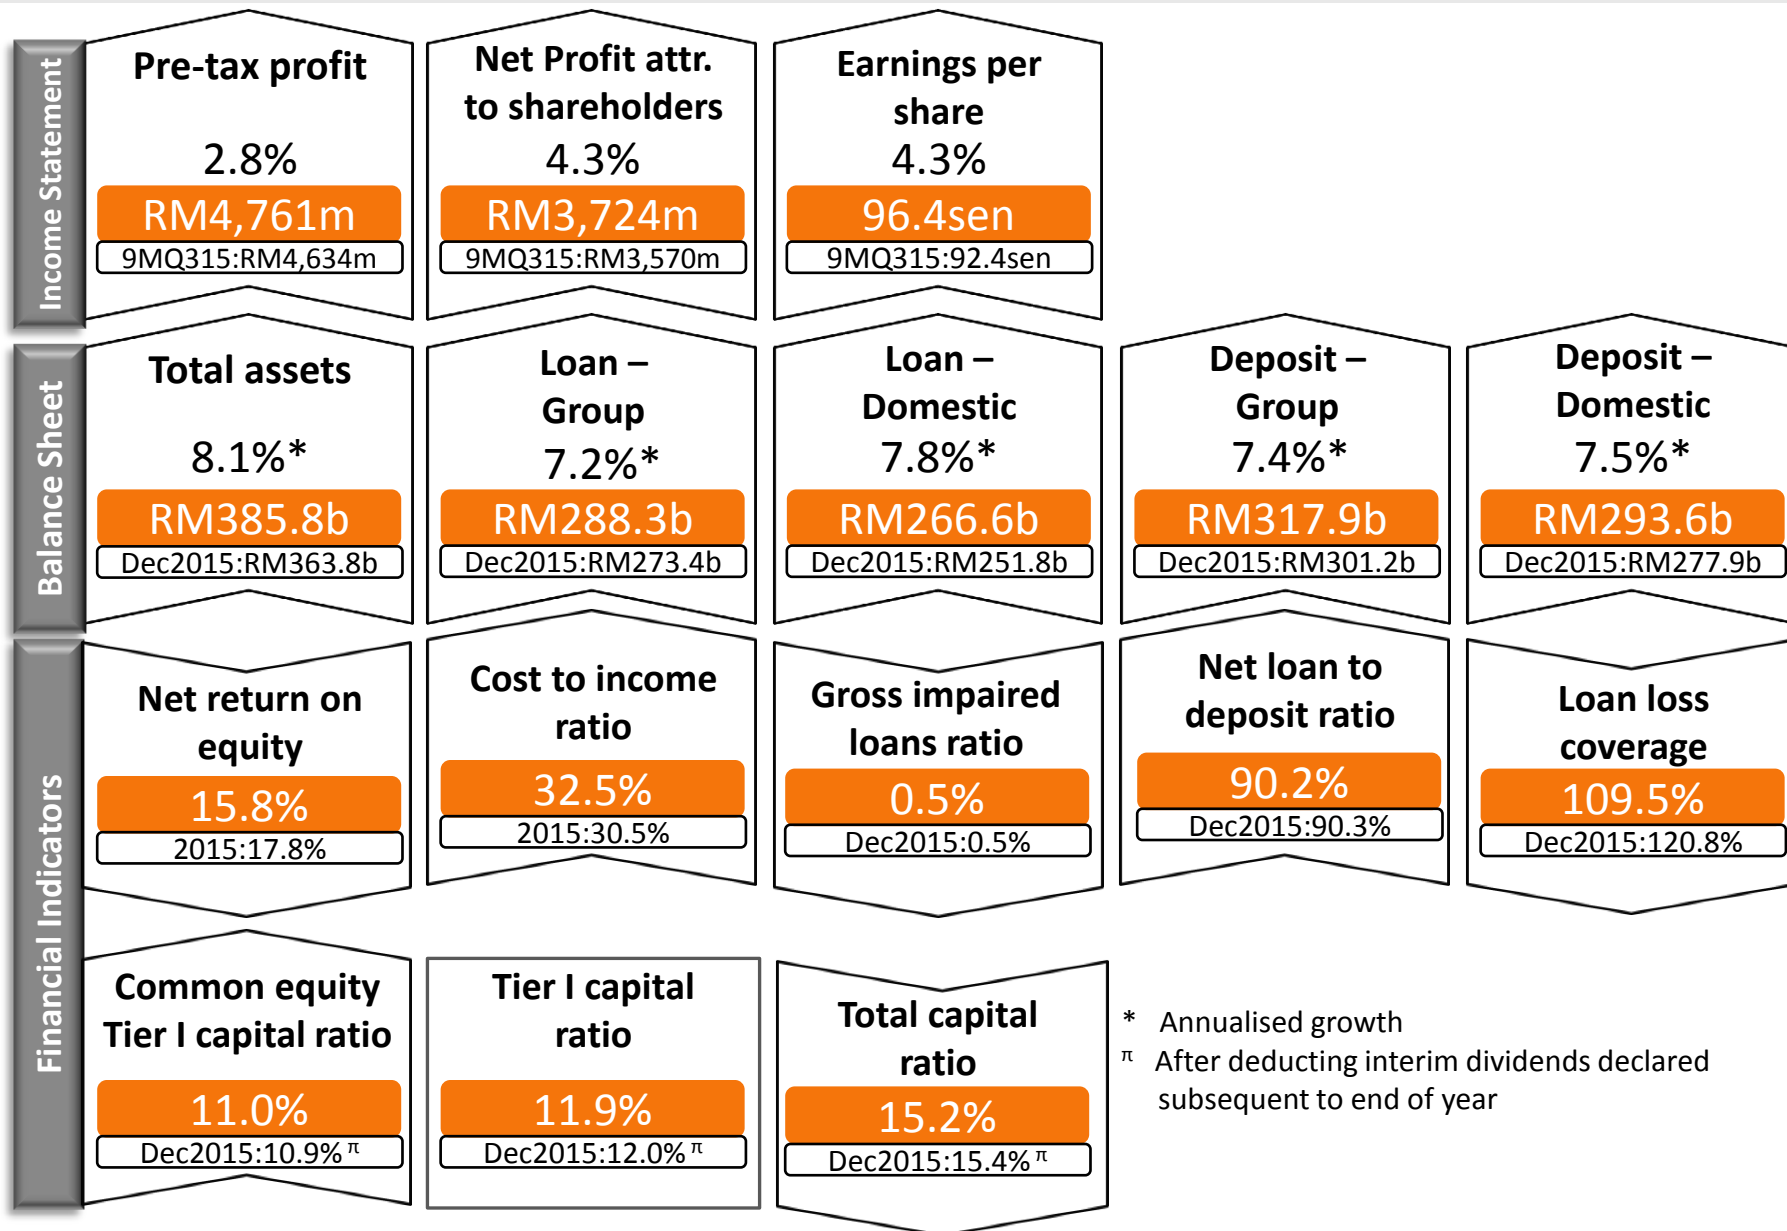 Income Statement
Pre-tax profit
2.8%
RM4,761m
9MQ315:RM4,634m
Net Profit attr.
to shareholders
4.3%
RM3,724m
9MQ315:RM3,570m
Earnings per
share
4.3%
96.4sen
9MQ315:92.4sen
Balance Sheet
Total assets
8.1%*
RM385.8b
Dec2015:RM363.8b
Loan –
Group
7.2%*
RM288.3b
Dec2015:RM273.4b
Loan –
Domestic
7.8%*
RM266.6b
Dec2015:RM251.8b
Deposit –
Group
7.4%*
RM317.9b
Dec2015:RM301.2b
Deposit –
Domestic
7.5%*
RM293.6b
Dec2015:RM277.9b
Financial Indicators
Net return on
equity
15.8%
2015:17.8%
Cost to income
ratio
32.5%
2015:30.5%
Gross impaired
loans ratio
0.5%
Dec2015:0.5%
Net loan to
deposit ratio
90.2%
Dec2015:90.3%
Loan loss
coverage
109.5%
Dec2015:120.8%
Common equity
Tier I capital ratio
11.0%
Dec2015:10.9% π
Tier I capital
ratio
11.9%
Dec2015:12.0% π
Total capital
ratio
15.2%
Dec2015:15.4% π
* Annualised growth
π After deducting interim dividends declared
subsequent to end of year